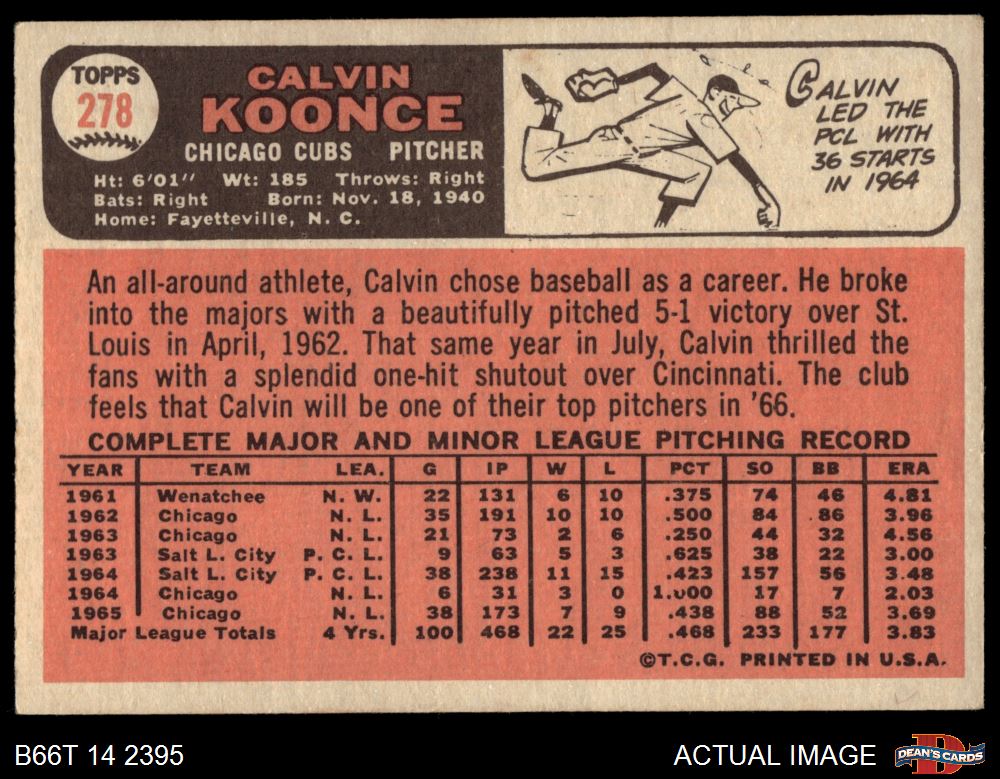 TOPPS
278
CALVIN
KOONCE
CHICAGO CUBS PITCHER
Ht: 6'01" Wt: 185 Throws: Right
Bats: Right Born: Nov. 18, 1940
Home: Fayetteville, N. C.
CALVIN
LED THE
PCL WITH
36 STARTS
IN 1964
An all-around athlete, Calvin chose baseball as a career. He broke
into the majors with a beautifully pitched 5-1 victory over St.
Louis in April, 1962. That same year in July, Calvin thrilled the
fans with a splendid one-hit shutout over Cincinnati. The club
feels that Calvin will be one of their top pitchers in '66.
COMPLETE MAJOR AND MINOR LEAGUE PITCHING RECORD
YEAR TEAM LEA. G IP W L PCT SO BB ERA
1961 Wenatchee N. W. 22 131 6 10 .375 74 46 4.81
1962 Chicago N. L. 35 191 10 10 .500 84 86 3.96
1963 Chicago N. L. 21 73 2 6 .250 44 32 4.56
1963 Salt L. City P. C. L. 9 63 5 3 .625 38 22 3.00
1964 Salt L. City P. C. L. 38 238 11 15 .423 157 56 3.48
1964 Chicago N. L. 6 31 3 0 1.000 17 7 2.03
1965 Chicago N. L. 38 173 7 9 .438 88 52 3.69
Major League Totals 4 Yrs. 100 468 22 25 .468 233 177 3.83
©T.C.G. PRINTED IN U.S.A.
B66T 14 2395
ACTUAL IMAGE
DEAN'S CARDS